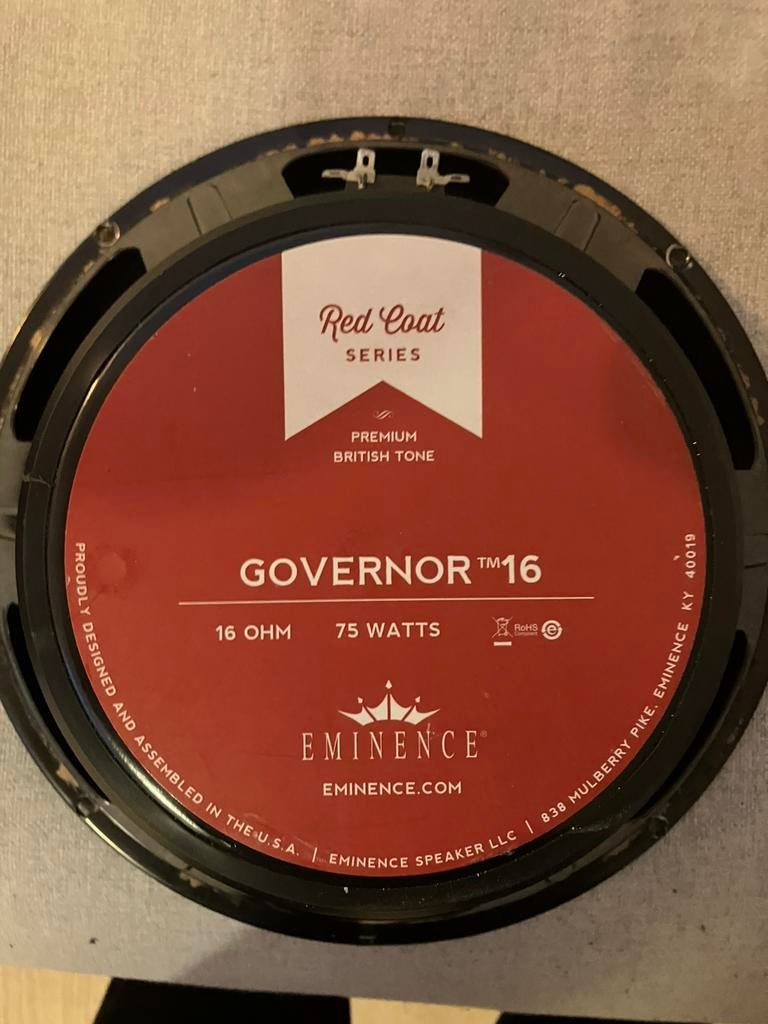 Red Coat
SERIES
PREMIUM
BRITISH TONE
GOVERNOR™16
16 OHM 75 WATTS
RoHS
Compliant
e
EMINENCE®
EMINENCE.COM
PROUDLY DESIGNED AND ASSEMBLED IN THE U.S.A. | EMINENCE SPEAKER LLC | 838 MULBERRY PIKE, EMINENCE KY 40019